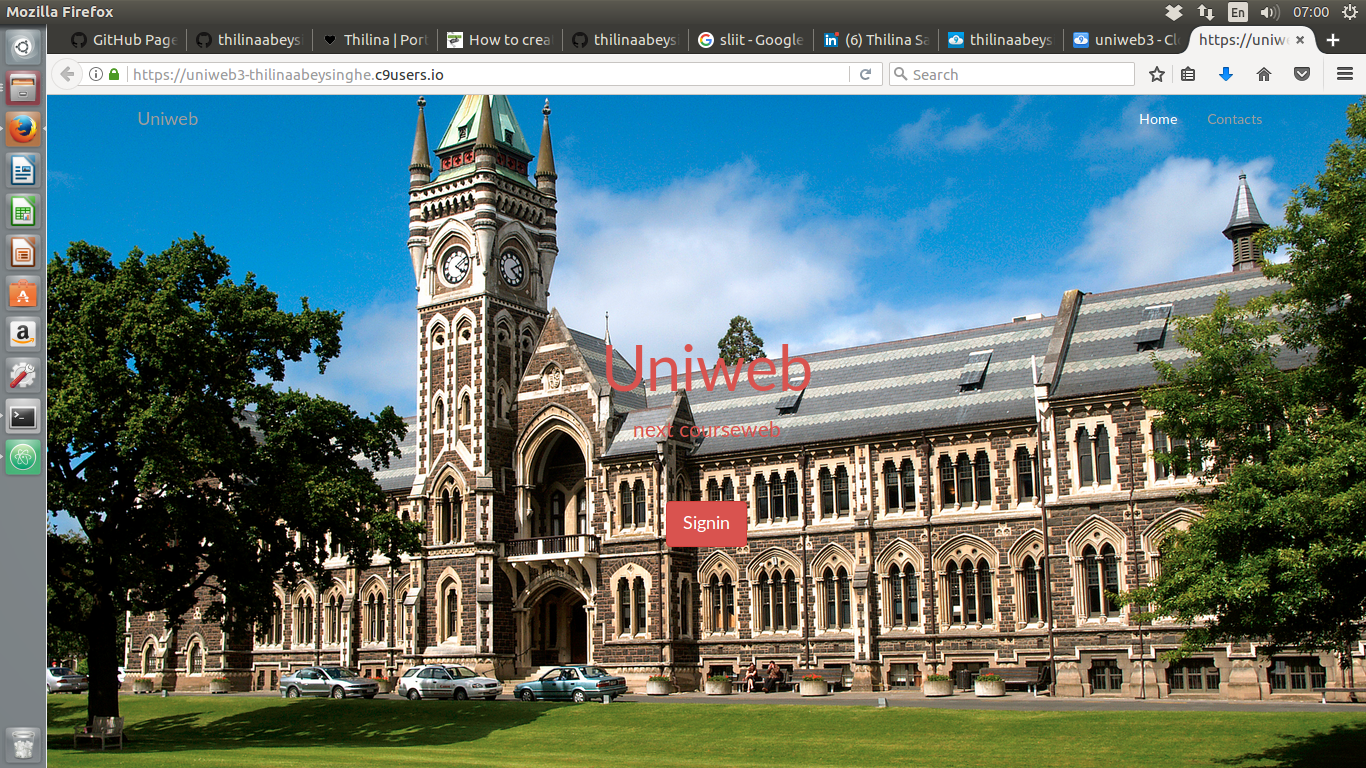 Mozilla Firefox
En
07:00
GitHub Page
thilinaabeys
Thilina | Port
How to crea
thilinaabeys
sliit - Google
(6) Thilina Sa
thilinaabeys
uniweb3 - Cl
https://uniw
https://uniweb3-thilinaabeysinghe.c9users.io
Search
Uniweb
Home
Contacts
Uniweb
next courseweb
Signin